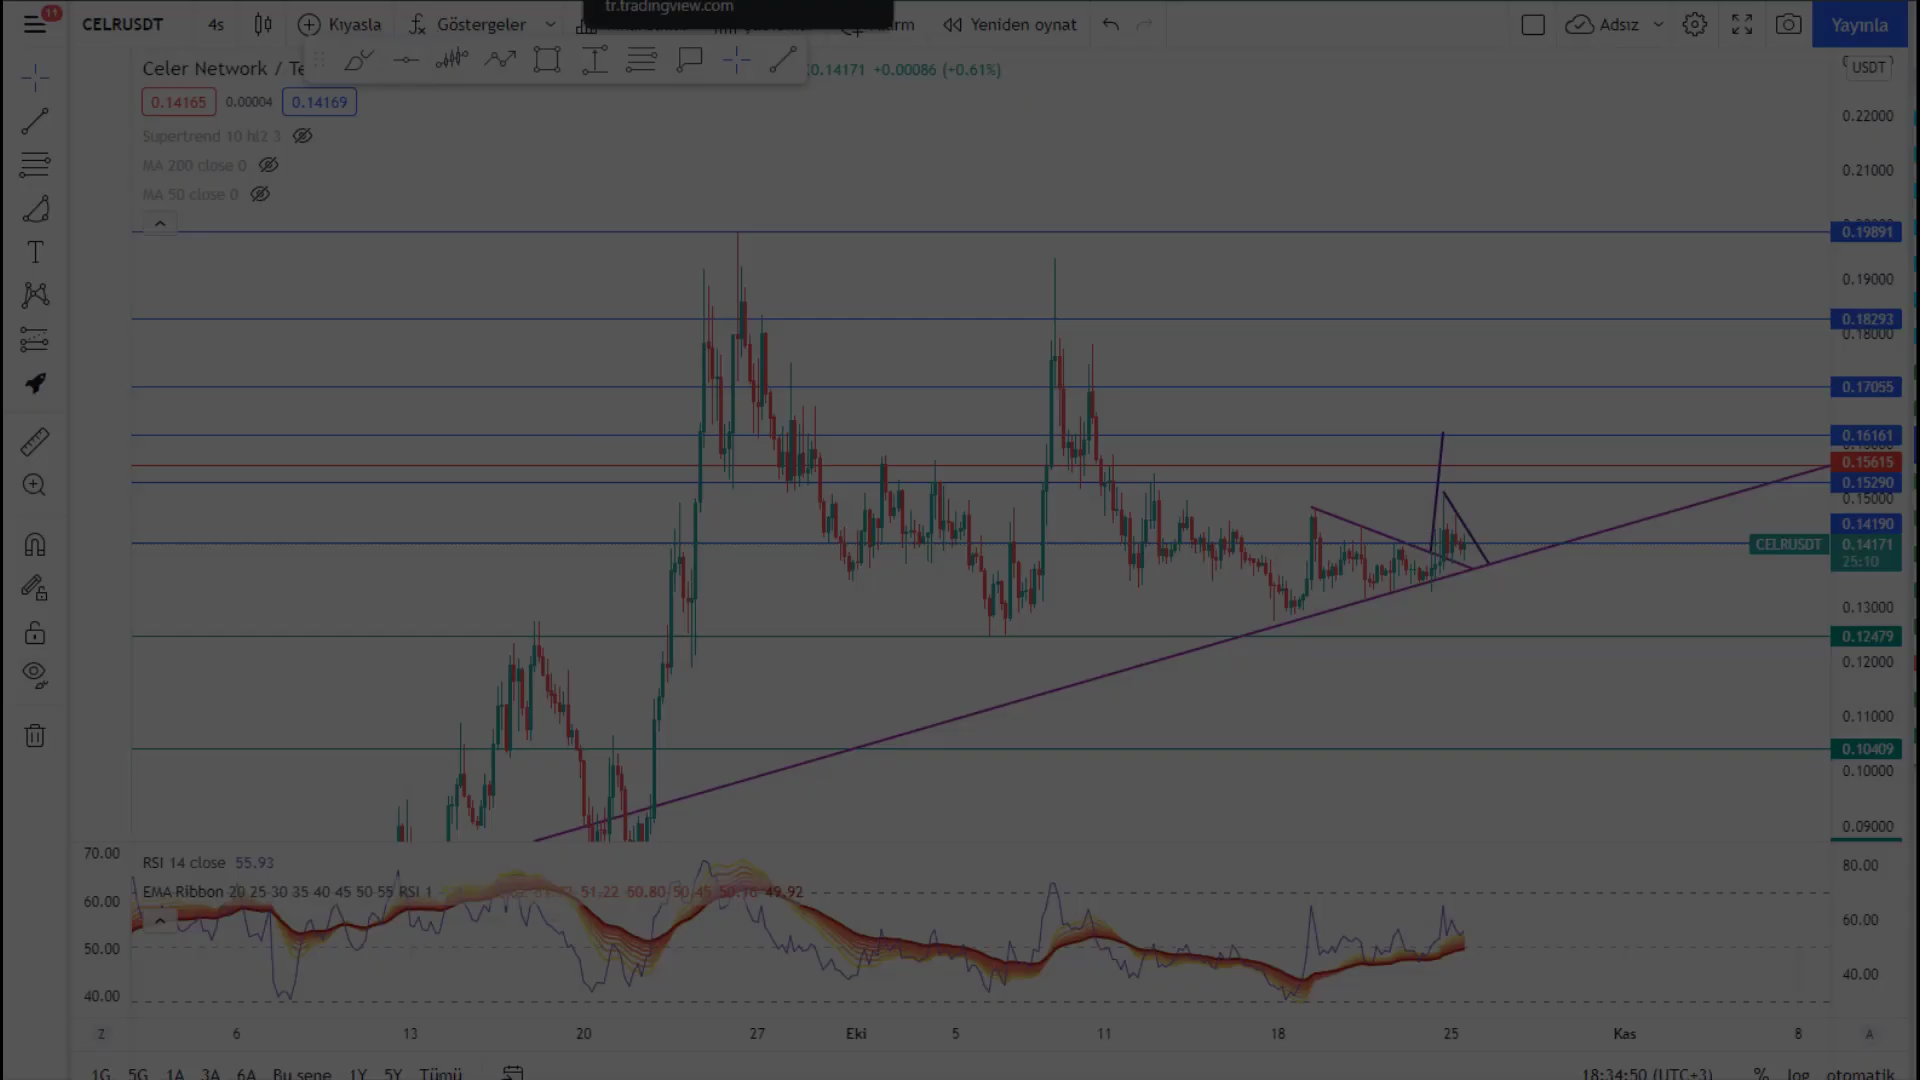 tr.tradingview.com
11
CELRUSDT 4s Kıyasla Göstergeler Yeniden oynat Adsız Yayınla
Celer Network / Te 0.14171 +0.00086 (+0.61%)
USDT
0.14165 0.00004 0.14169
Supertrend 10 hl2 3
MA 200 close 0
MA 50 close 0
0.22000
0.21000
0.19891
0.19000
0.18293
0.18000
0.17055
0.16161
0.15615
0.15290
0.15000
0.14190
CELRUSDT 0.14171
25:10
0.13000
0.12479
0.12000
0.11000
0.10409
0.10000
0.09000
70.00 RSI 14 close 55.93 80.00
EMA Ribbon 20 25 30 35 40 45 50 55 RSI 1 51.22 50.80 50.45 50.16 49.92
60.00 60.00
50.00
40.00 40.00
Z 6 13 20 27 Eki 5 11 18 25 Kas 8 A
1G 5G 1A 3A 6A Bu sene 1Y 5Y Tümü 18:34:50 (UTC+3) % log otomatik